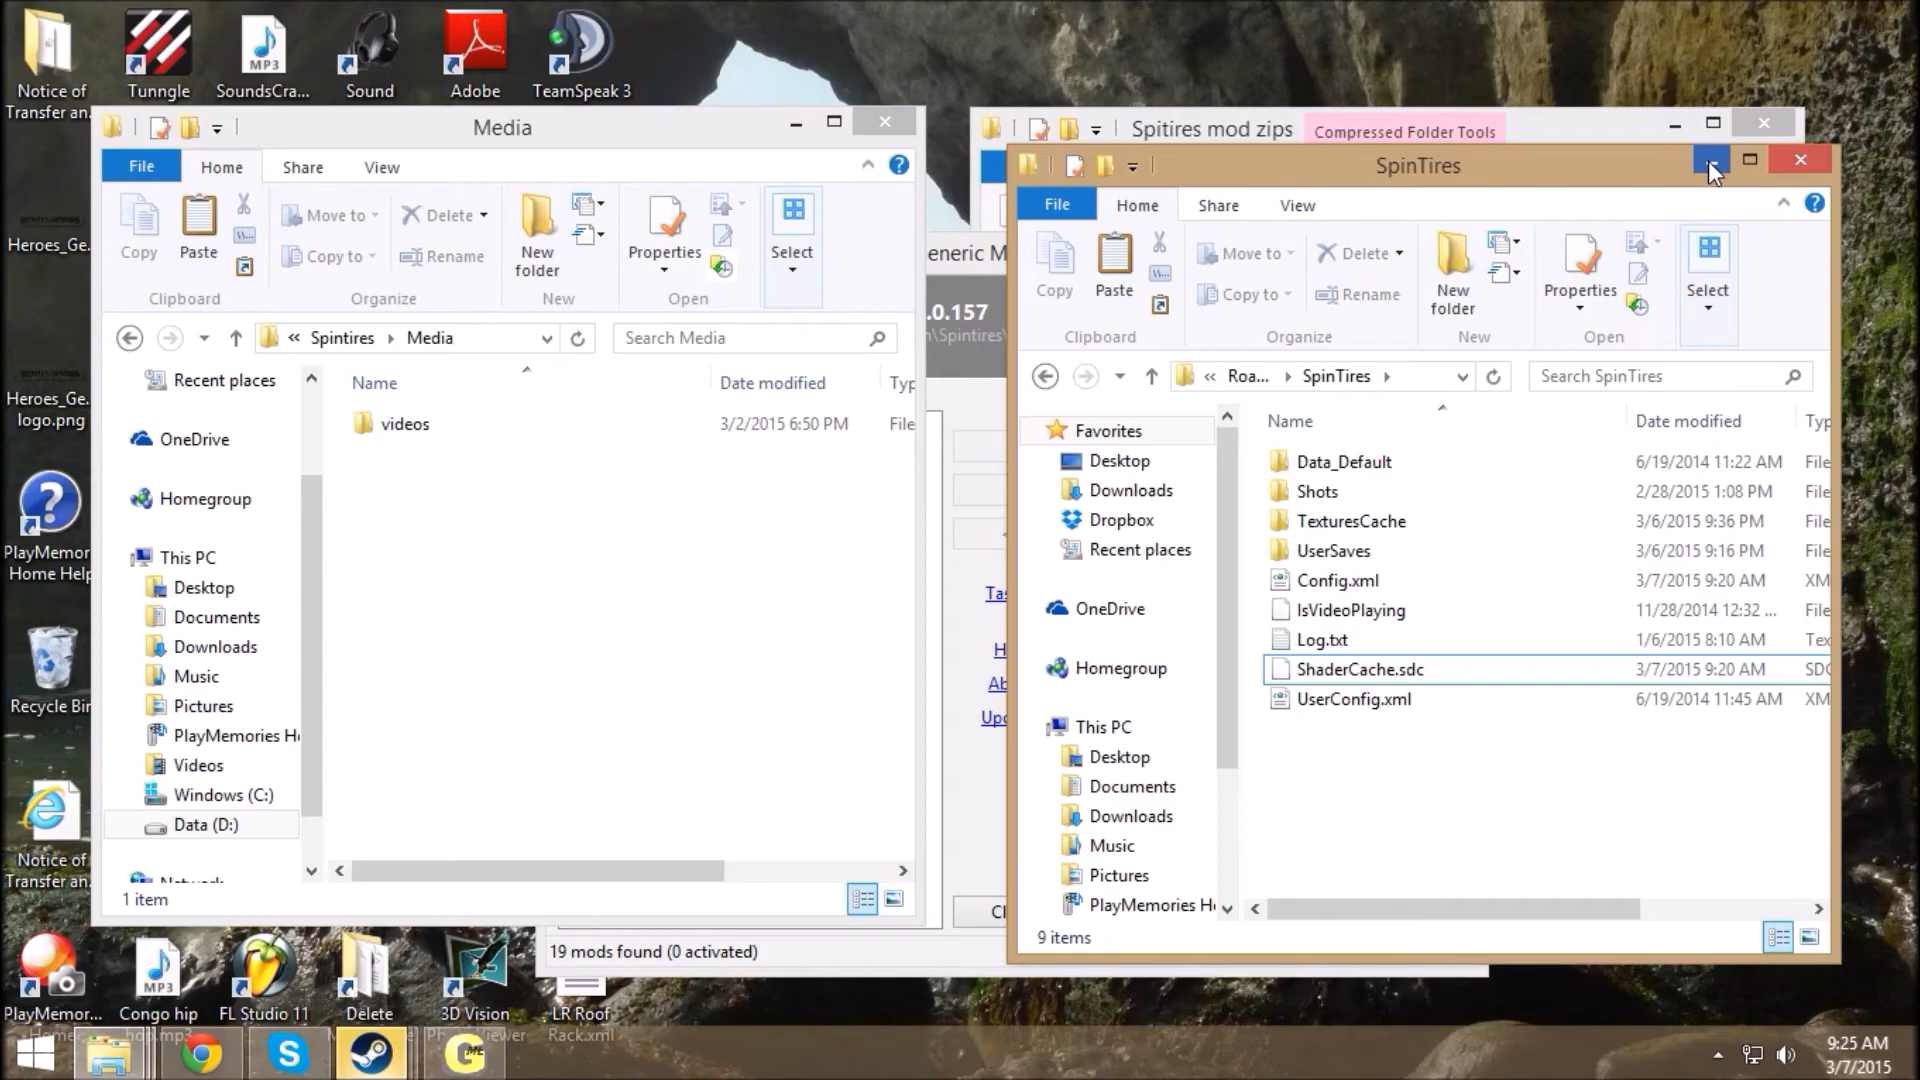 Notice of
Transfer an...
Tunngle
SoundsCra...
Sound
Adobe
TeamSpeak 3
Heroes_Ge...
Heroes_Ge...
logo.png
PlayMemor...
Home Help
Recycle Bin
Notice of
Transfer an...
Media
File
Home
Share
View
Copy
Paste
Move to
Copy to
Delete
Rename
New
folder
Properties
Select
Clipboard
Organize
New
Open
« Spintires Media
Search Media
Recent places
OneDrive
Homegroup
This PC
Desktop
Documents
Downloads
Music
Pictures
PlayMemories H
Videos
Windows (C:)
Data (D:)
Network
Name
Date modified
Typ
videos
3/2/2015 6:50 PM
File
1 item
Spitires mod zips
Compressed Folder Tools
eneric M
.0.157
\Spintires\
Tas
H
Ab
Upd
Cl
19 mods found (0 activated)
SpinTires
File
Home
Share
View
Copy
Paste
Move to
Copy to
Delete
Rename
New
folder
Properties
Select
Clipboard
Organize
New
Open
« Roa... SpinTires
Search SpinTires
Favorites
Desktop
Downloads
Dropbox
Recent places
OneDrive
Homegroup
This PC
Desktop
Documents
Downloads
Music
Pictures
PlayMemories H
Name
Date modified
Typ
Data_Default 6/19/2014 11:22 AM File
Shots 2/28/2015 1:08 PM File
TexturesCache 3/6/2015 9:36 PM File
UserSaves 3/6/2015 9:16 PM File
Config.xml 3/7/2015 9:20 AM XM
IsVideoPlaying 11/28/2014 12:32 ... File
Log.txt 1/6/2015 8:10 AM Tex
ShaderCache.sdc 3/7/2015 9:20 AM SDC
UserConfig.xml 6/19/2014 11:45 AM XM
9 items
PlayMemor...
Congo hip
hop.mp3
FL Studio 11
Delete
3D Vision
Photo Viewer
LR Roof
Rack.xml
9:25 AM
3/7/2015